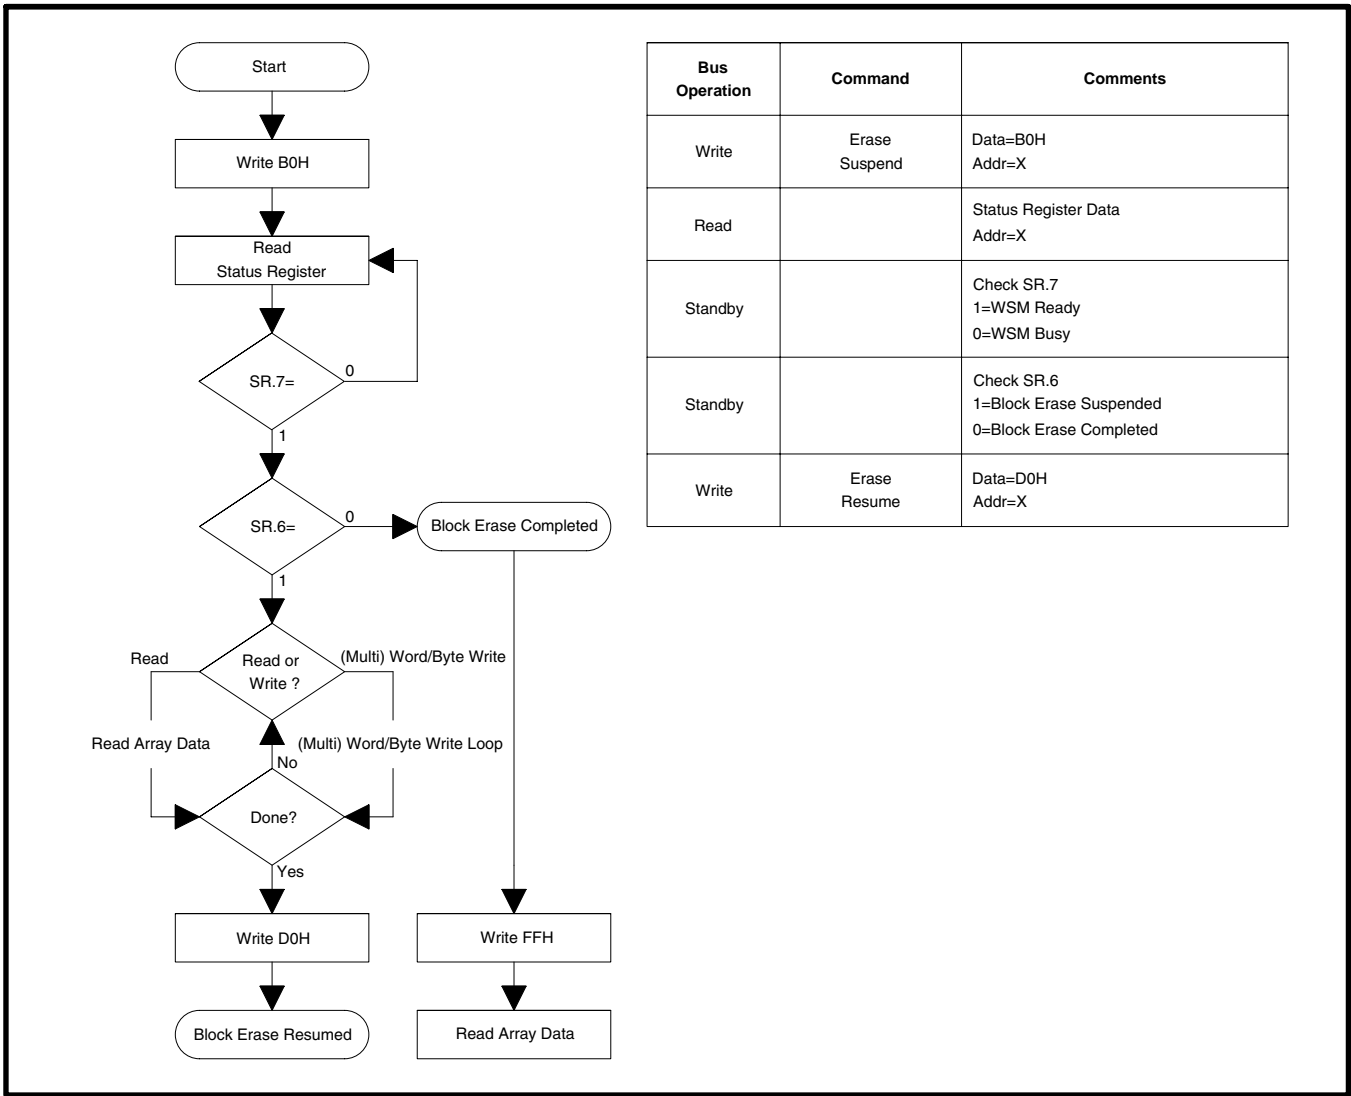 Start
Write B0H
Read
Status Register
SR.7=
0
1
SR.6=
0
Block Erase Completed
1
Read
Read or
Write ?
(Multi) Word/Byte Write
Read Array Data
(Multi) Word/Byte Write Loop
No
Done?
Yes
Write D0H
Write FFH
Block Erase Resumed
Read Array Data
Bus
Operation
Command
Comments
Write
Erase
Suspend
Data=B0H
Addr=X
Read
Status Register Data
Addr=X
Standby
Check SR.7
1=WSM Ready
0=WSM Busy
Standby
Check SR.6
1=Block Erase Suspended
0=Block Erase Completed
Write
Erase
Resume
Data=D0H
Addr=X